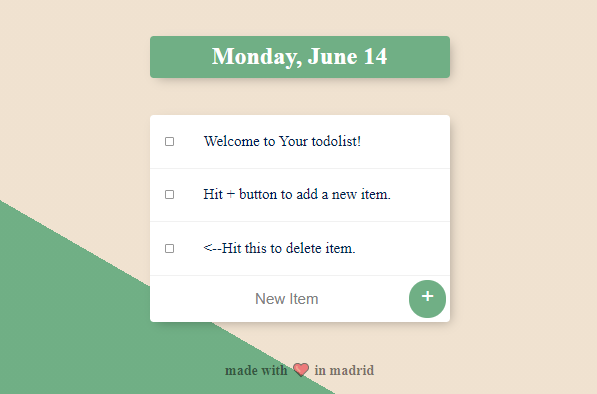 Monday, June 14
Welcome to Your todolist!
Hit + button to add a new item.
<--Hit this to delete item.
New Item +
made with ❤️ in madrid